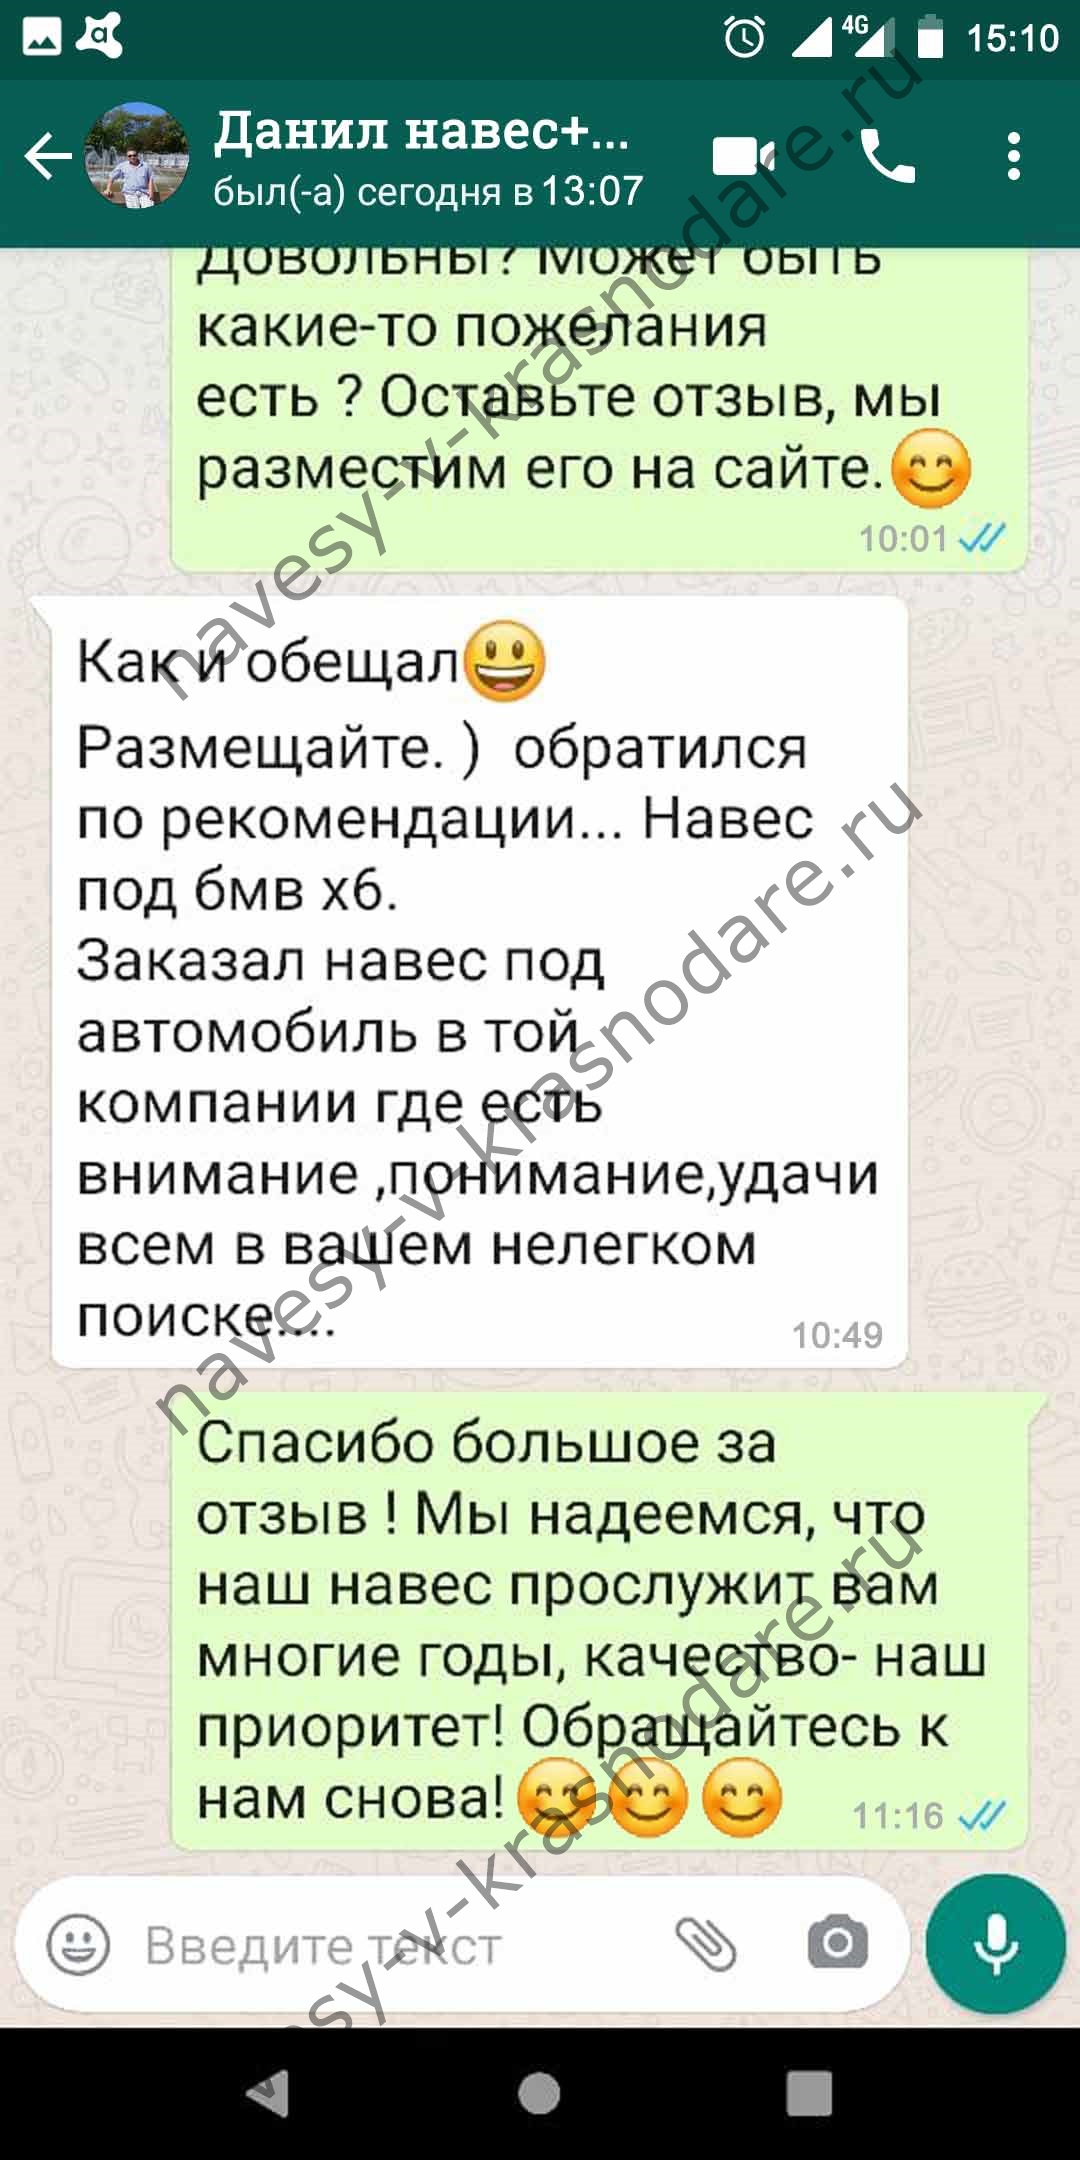 4G 15:10
Данил навес+...
был(-а) сегодня в 13:07
довольны? Может быть
какие-то пожелания
есть ? Оставьте отзыв, мы
разместим его на сайте.😊
10:01
Как и обещал😃
Размещайте. ) обратился
по рекомендации... Навес
под бмв х6.
Заказал навес под
автомобиль в той
компании где есть
внимание ,понимание,удачи
всем в вашем нелегком
поиске....
10:49
Спасибо большое за
отзыв ! Мы надеемся, что
наш навес прослужит вам
многие годы, качество- наш
приоритет! Обращайтесь к
нам снова! 😊😊😊
11:16
Введите текст
navesy-v-krasnodare.ru
navesy-v-krasnodare.ru
navesy-v-krasnodare.ru